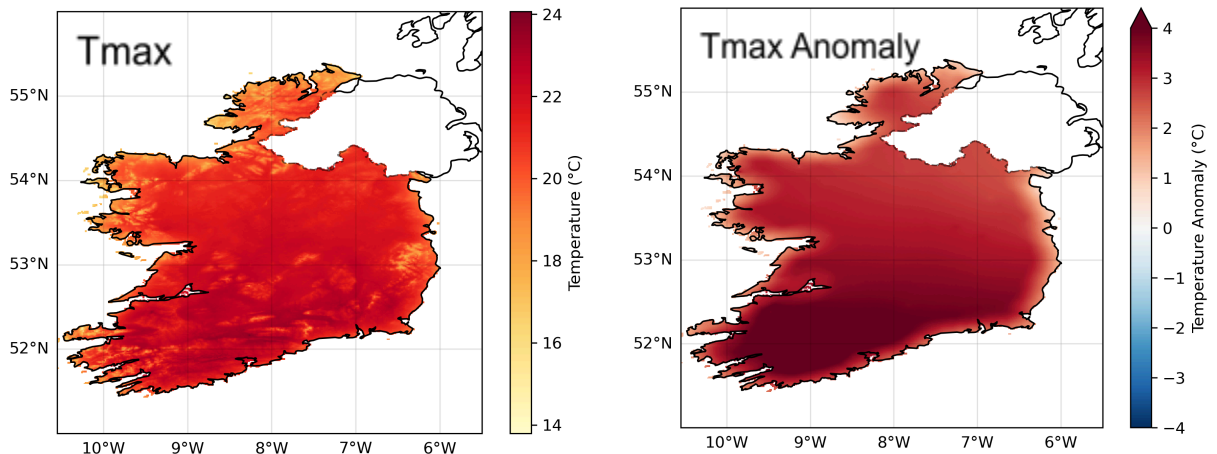 Tmax
55°N
54°N
53°N
52°N
10°W 9°W 8°W 7°W 6°W
24
22
20
18
16
14
Temperature (°C)
Tmax Anomaly
55°N
54°N
53°N
52°N
10°W 9°W 8°W 7°W 6°W
4
3
2
1
0
−1
−2
−3
−4
Temperature Anomaly (°C)